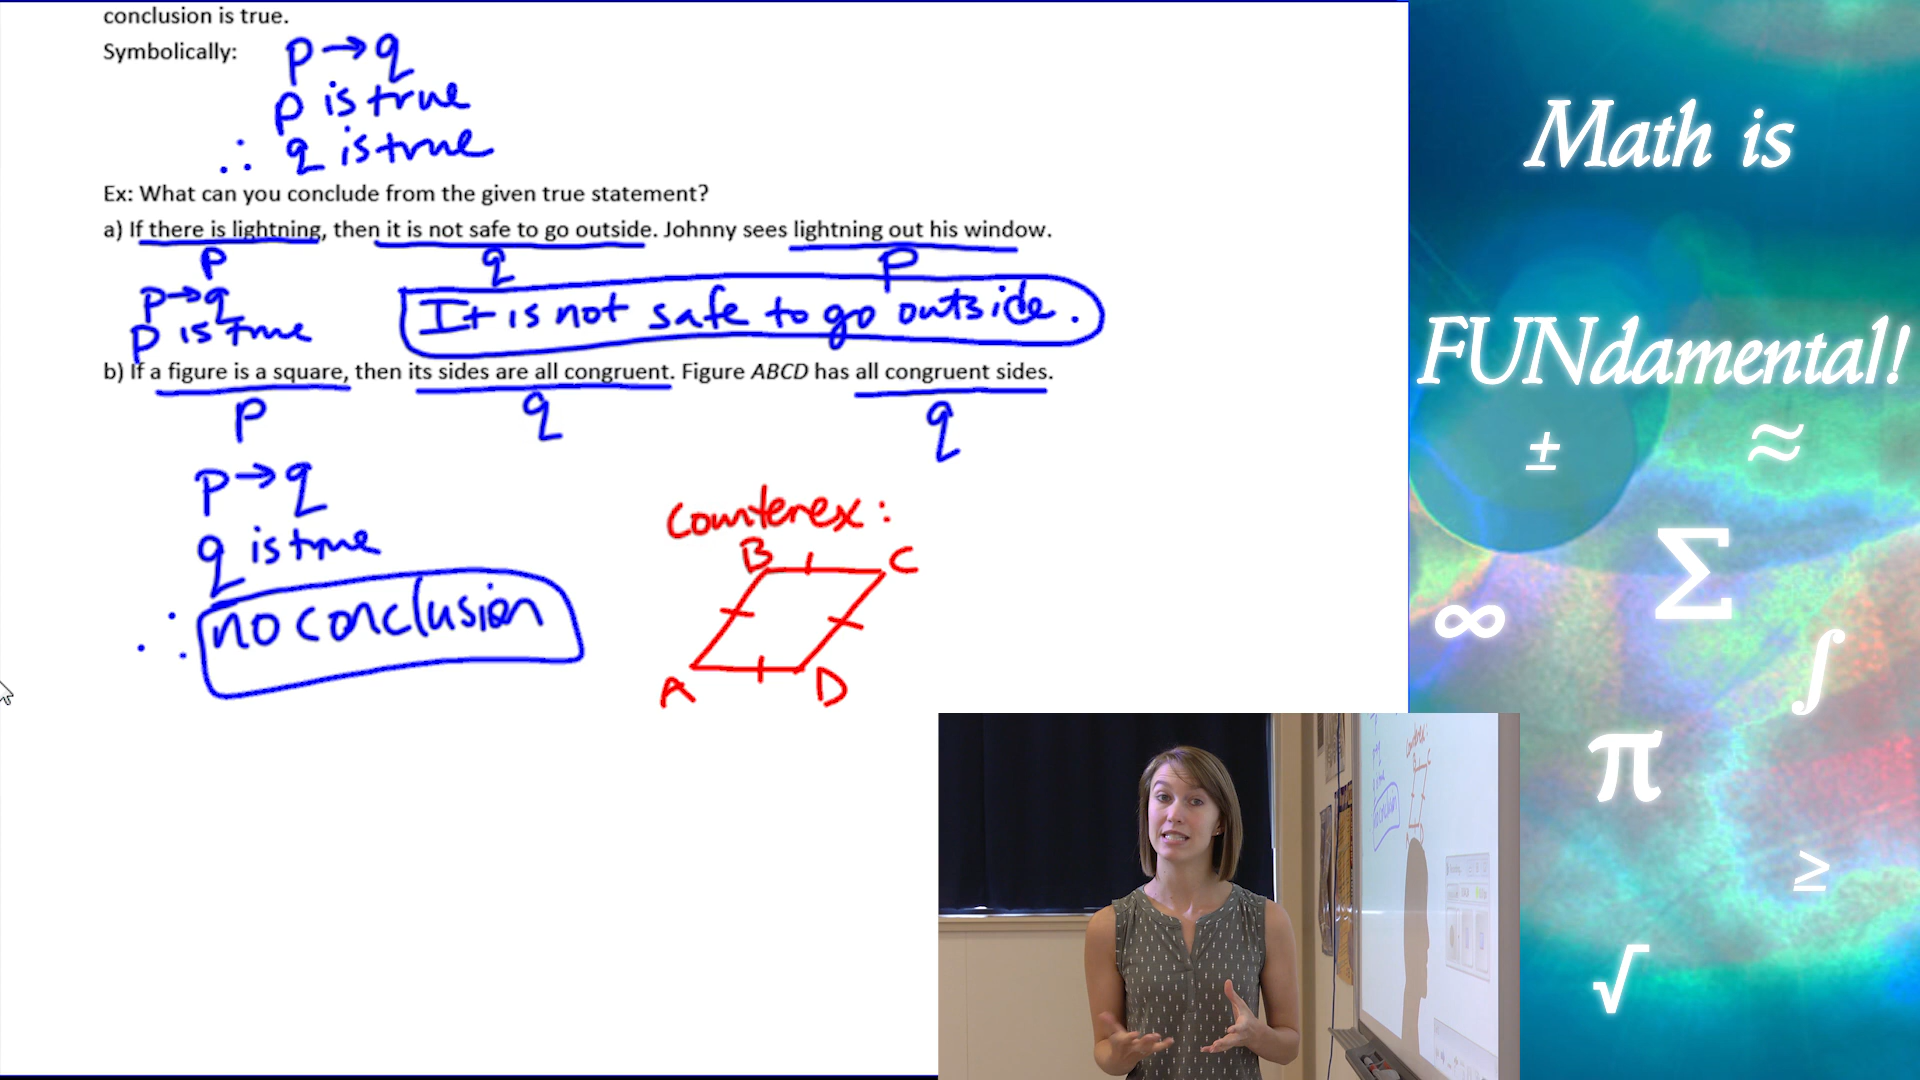 conclusion is true.
Symbolically: p → q
p is true
∴ q is true
Ex: What can you conclude from the given true statement?
a) If there is lightning, then it is not safe to go outside. Johnny sees lightning out his window.
p q p
p → q
p is true
It is not safe to go outside.
b) If a figure is a square, then its sides are all congruent. Figure ABCD has all congruent sides.
p q q
p → q
q is true
∴ no conclusion
Counterex:
B C
A D
Math is
FUNdamental!
± ≈
Σ
∞
∫
π
≥
√